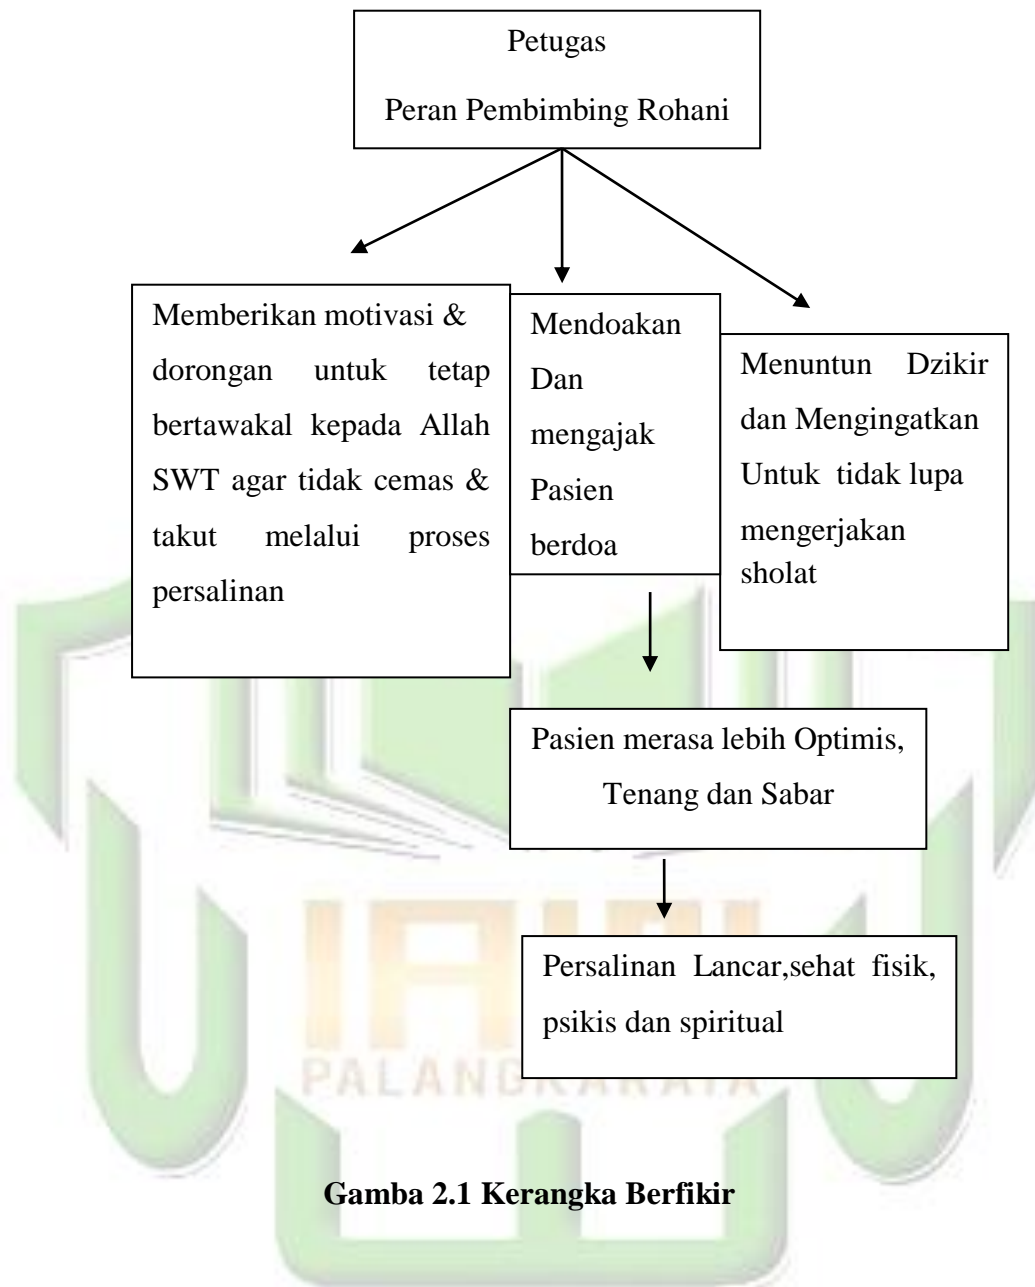 Petugas
Peran Pembimbing Rohani
Memberikan motivasi &
dorongan untuk tetap
bertawakal kepada Allah
SWT agar tidak cemas &
takut melalui proses
persalinan
Mendoakan
Dan
mengajak
Pasien
berdoa
Menuntun Dzikir
dan Mengingatkan
Untuk tidak lupa
mengerjakan
sholat
Pasien merasa lebih Optimis,
Tenang dan Sabar
Persalinan Lancar,sehat fisik,
psikis dan spiritual
IAIN
PALANGKARAYA
Gamba 2.1 Kerangka Berfikir